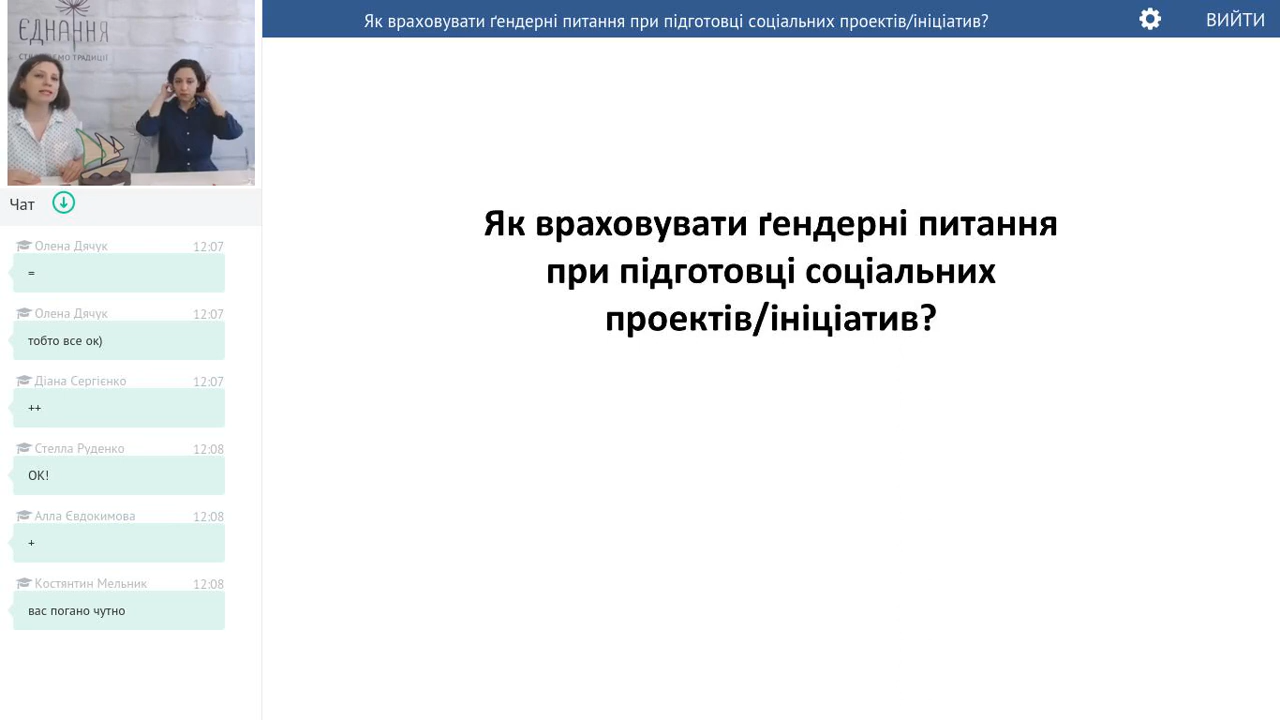 ЄДНАННЯ
Як враховувати ґендерні питання при підготовці соціальних проектів/ініціатив?
ВИЙТИ
Чат
Олена Дячук 12:07
=
Олена Дячук 12:07
тобто все ок)
Діана Сергієнко 12:07
++
Стелла Руденко 12:08
ОК!
Алла Євдокимова 12:08
+
Костянтин Мельник 12:08
вас погано чутно
Як враховувати ґендерні питання
при підготовці соціальних
проектів/ініціатив?